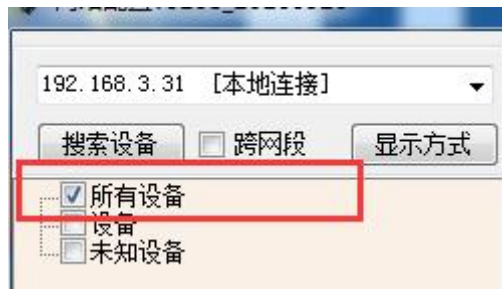 192.168.3.31 [本地连接]
搜索设备 跨网段 显示方式
所有设备
设备
未知设备